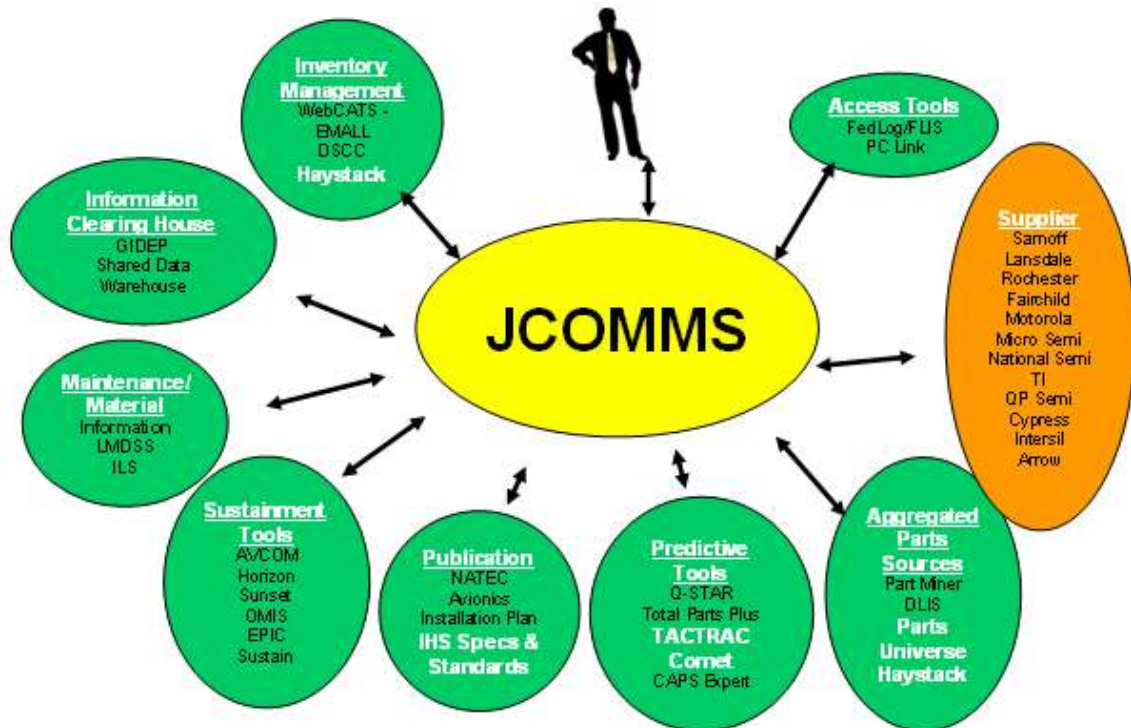 Inventory
Management
WebCATS -
EMALL
DSCC
Haystack
Access Tools
FedLog/FLIS
PC Link
Information
Clearing House
GIDEP
Shared Data
Warehouse
Supplier
Sarnoff
Lansdale
Rochester
Fairchild
Motorola
Micro Semi
National Semi
TI
QP Semi
Cypress
Intersil
Arrow
JCOMMS
Maintenance/
Material
Information
LMDSS
ILS
Sustainment
Tools
AVCOM
Horizon
Sunset
OMIS
EPIC
Sustain
Publication
NATEC
Avionics
Installation Plan
IHS Specs &
Standards
Predictive
Tools
Q-STAR
Total Parts Plus
TACTRAC
Comet
CAPS Expert
Aggregated
Parts
Sources
Part Miner
DLIS
Parts
Universe
Haystack